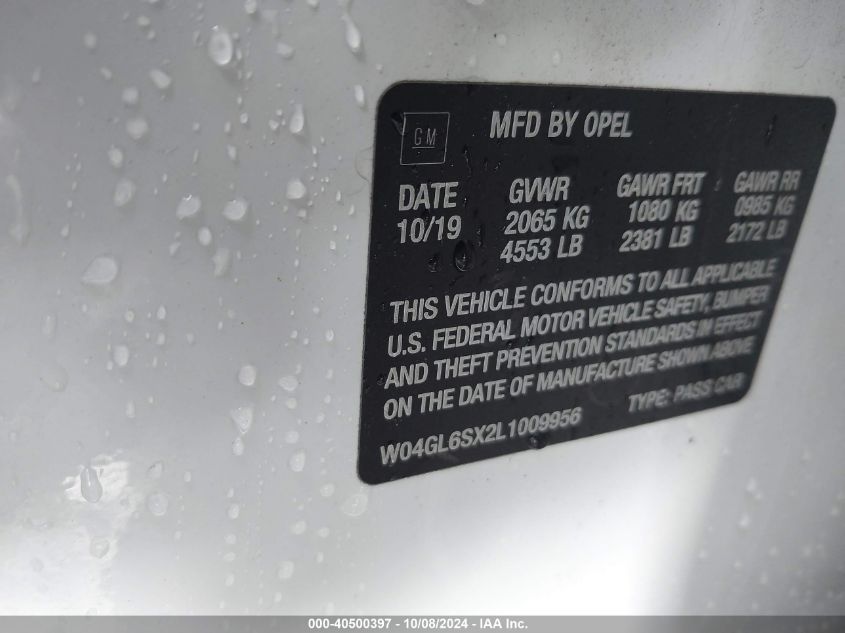 GM
MFD BY OPEL
DATE GVWR GAWR FRT GAWR RR
10/19 2065 KG 1080 KG 0985 KG
4553 LB 2381 LB 2172 LB
THIS VEHICLE CONFORMS TO ALL APPLICABLE
U.S. FEDERAL MOTOR VEHICLE SAFETY, BUMPER
AND THEFT PREVENTION STANDARDS IN EFFECT
ON THE DATE OF MANUFACTURE SHOWN ABOVE
W04GL6SX2L1009956 TYPE: PASS CAR
000-40500397 - 10/08/2024 - IAA Inc.